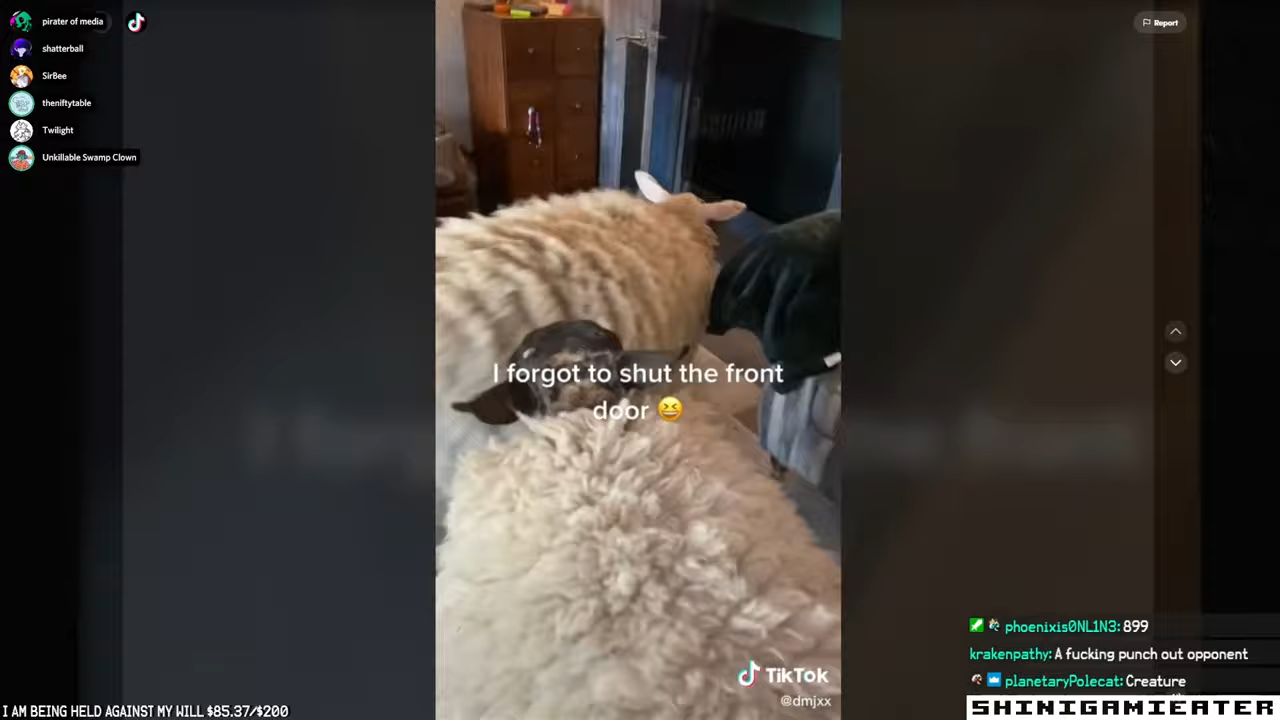 pirater of media
shatterball
SirBee
theniftytable
Twilight
Unkillable Swamp Clown
Report
I forgot to shut the front
door 😆
TikTok
@dmjxx
phoenixis0NL1N3: 899
krakenpathy: A fucking punch out opponent
planetaryPolecat: Creature
I AM BEING HELD AGAINST MY WILL $85.37/$200
SHINIGAMIEATER